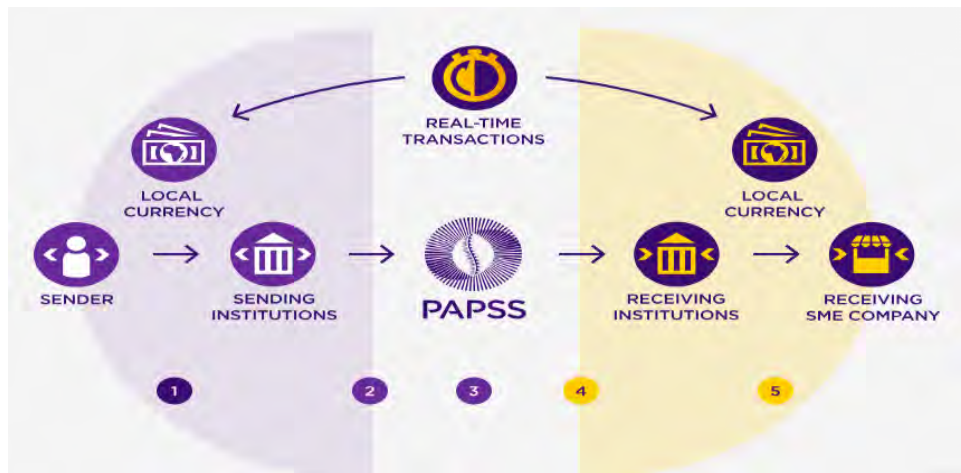 REAL-TIME
TRANSACTIONS
LOCAL
CURRENCY
LOCAL
CURRENCY
SENDER
SENDING
INSTITUTIONS
PAPSS
RECEIVING
INSTITUTIONS
RECEIVING
SME COMPANY
1
2
3
4
5